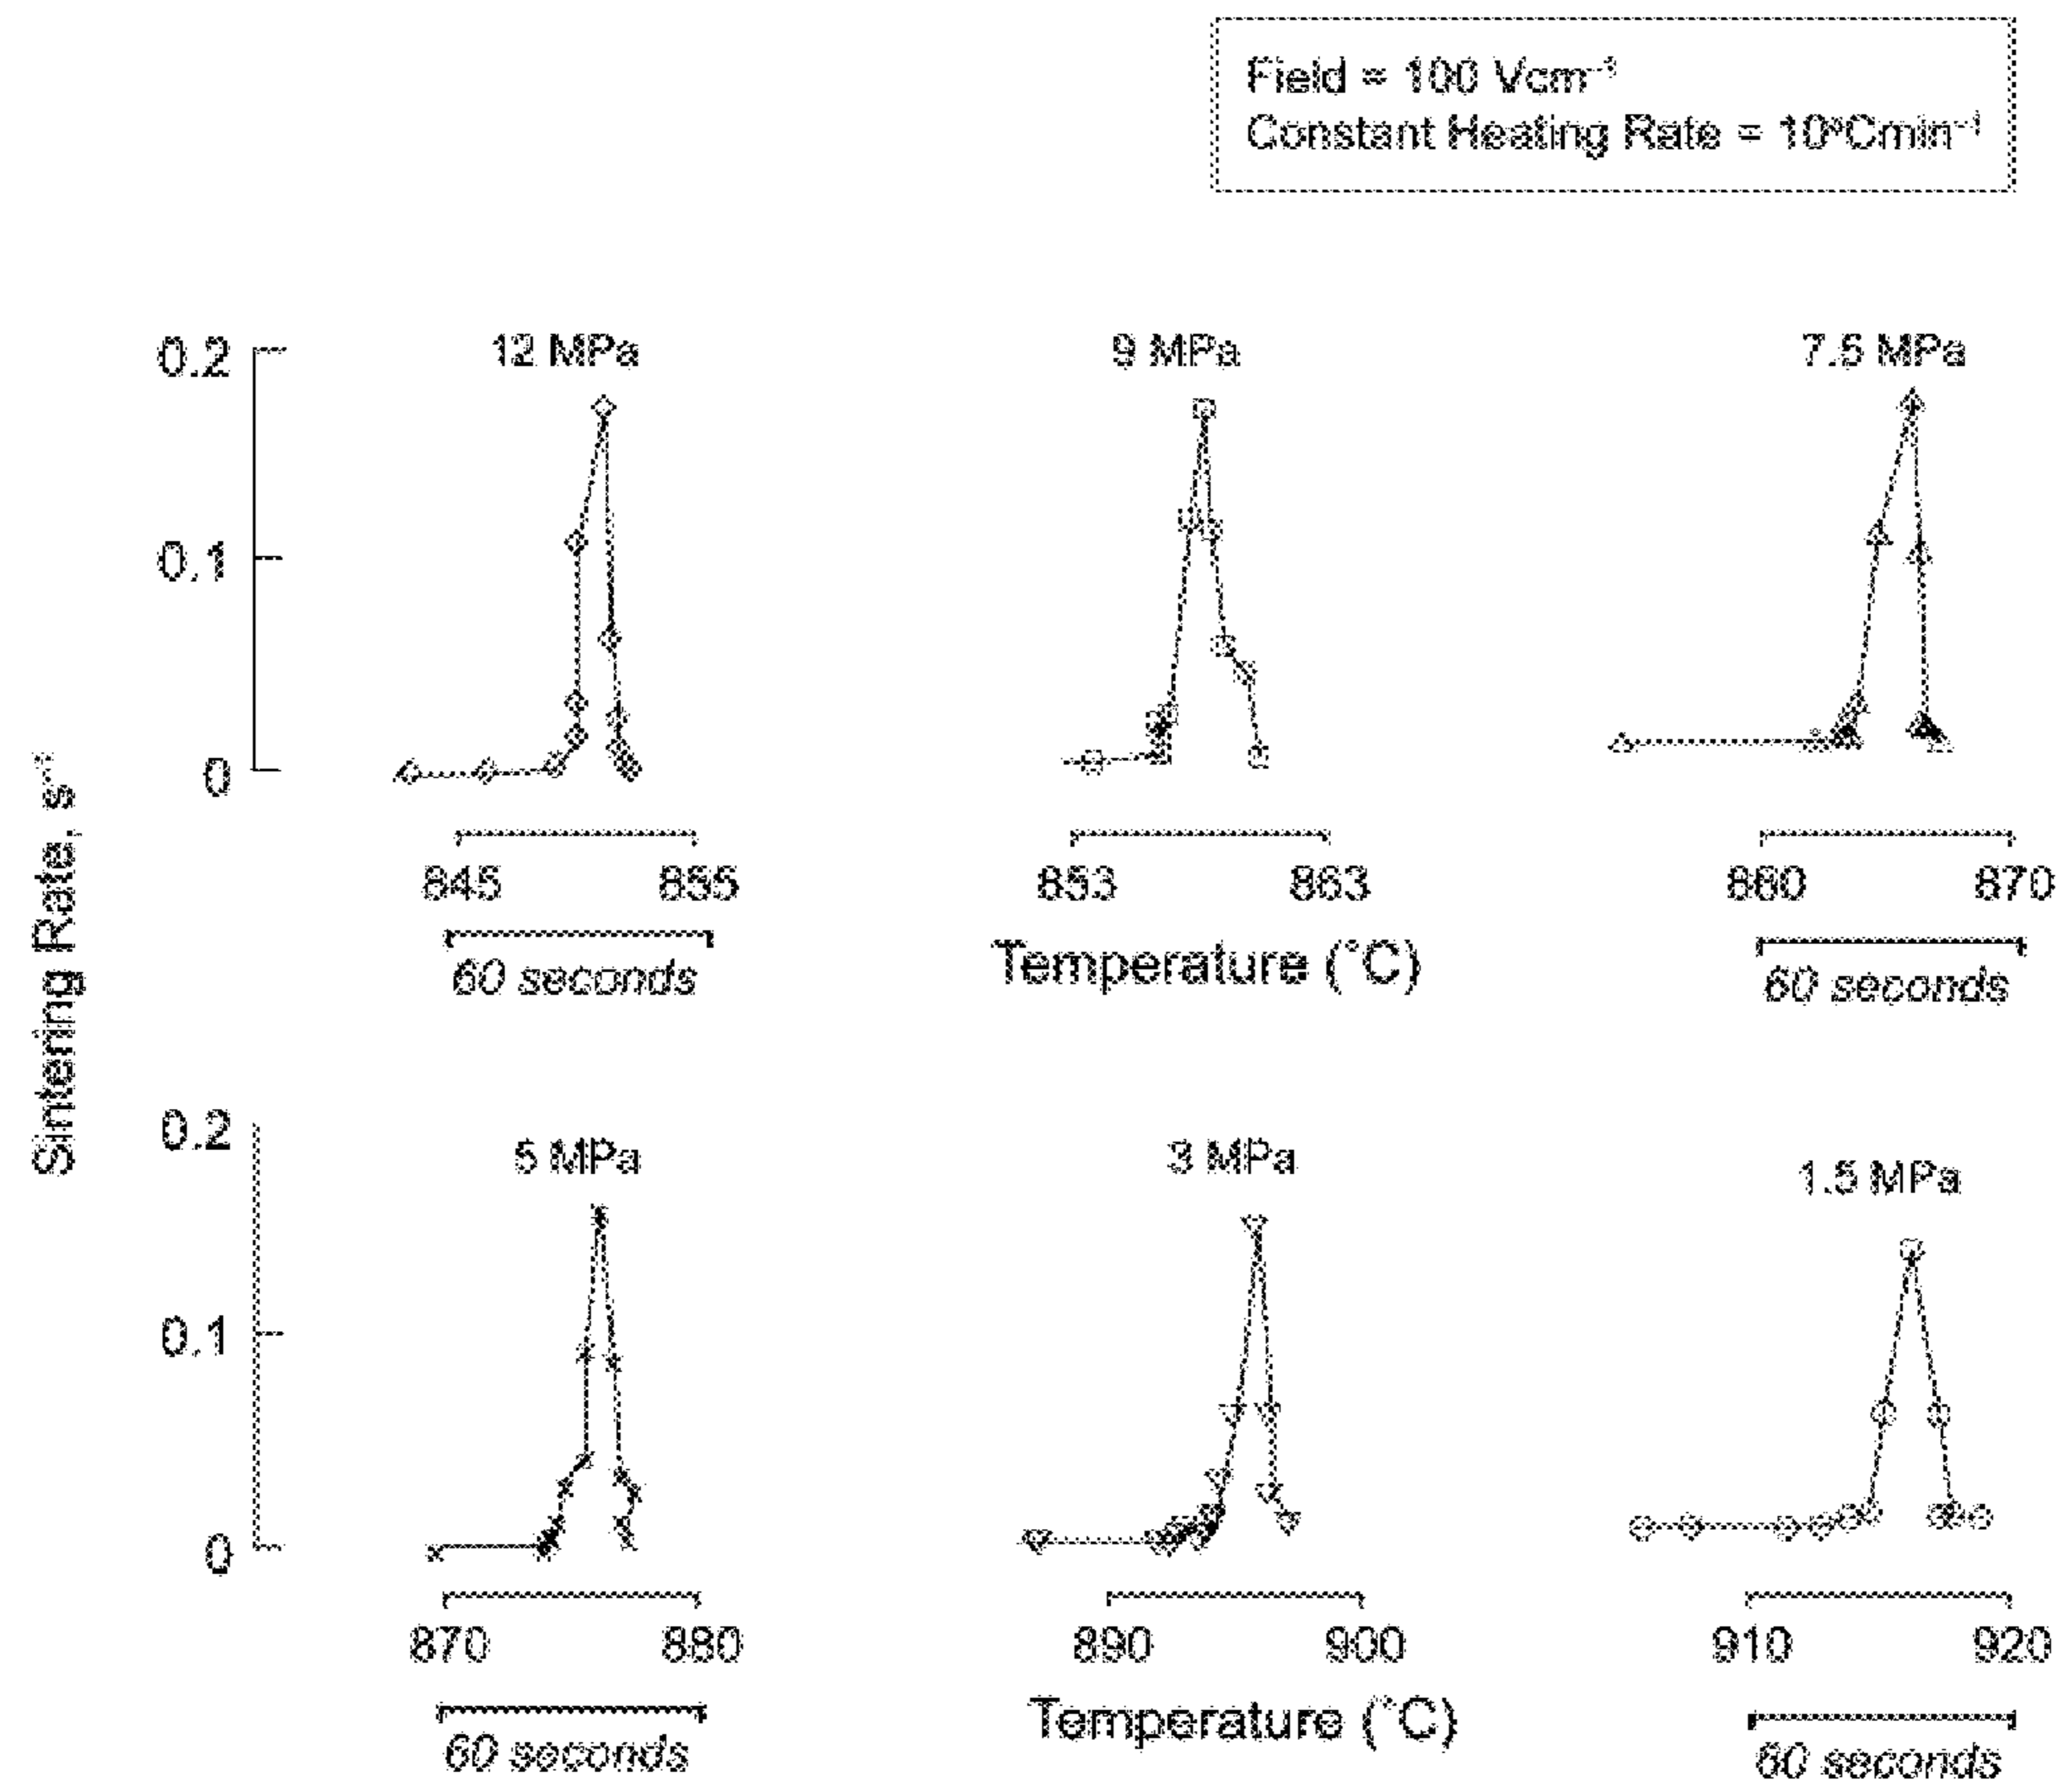 Field = 100 Vcm⁻¹
Constant Heating Rate = 10°Cmin⁻¹
Sintering Rate, s⁻¹
0.2
0.1
0
12 MPa
9 MPa
7.5 MPa
845 855
853 863
860 870
60 seconds
Temperature (°C)
60 seconds
0.2
0.1
0
5 MPa
3 MPa
1.5 MPa
870 880
890 900
910 920
60 seconds
Temperature (°C)
60 seconds